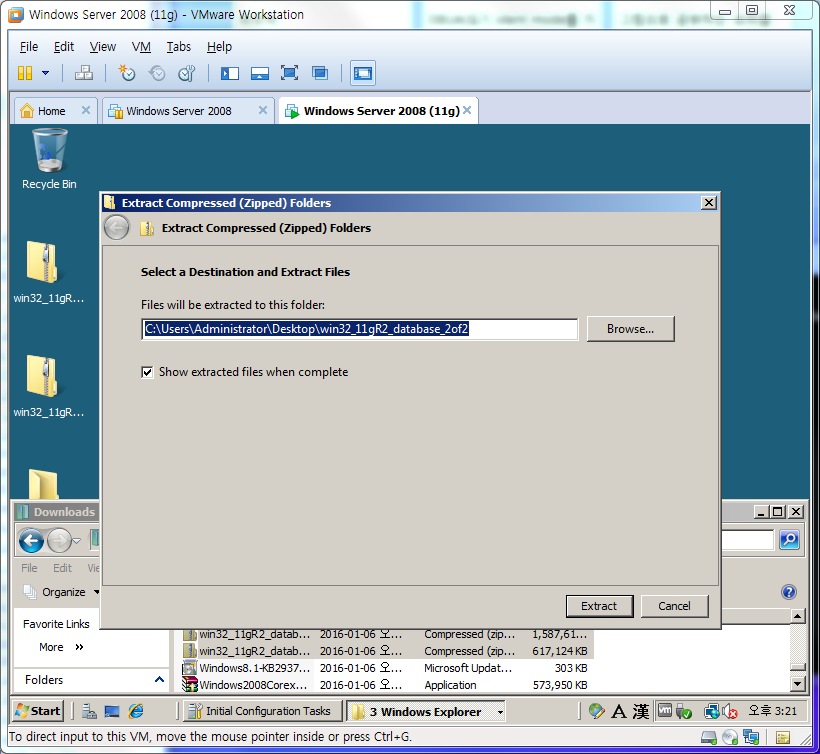 Windows Server 2008 (11g) - VMware Workstation
File Edit View VM Tabs Help
Home Windows Server 2008 Windows Server 2008 (11g)
Recycle Bin
win32_11gR...
win32_11gR...
Extract Compressed (Zipped) Folders
Extract Compressed (Zipped) Folders
Select a Destination and Extract Files
Files will be extracted to this folder:
C:\Users\Administrator\Desktop\win32_11gR2_database_2of2
Browse...
Show extracted files when complete
Extract Cancel
Downloads
File Edit Vie
Organize
Favorite Links
More »
Folders
win32_11gR2_datab... 2016-01-06 오... Compressed (zip... 1,587,61...
win32_11gR2_datab... 2016-01-06 오... Compressed (zip... 617,124 KB
Windows8.1-KB2937... 2016-01-06 오... Microsoft Updat... 303 KB
Windows2008Corex... 2016-01-06 오... Application 573,950 KB
Start Initial Configuration Tasks 3 Windows Explorer A 漢 vm 오후 3:21
To direct input to this VM, move the mouse pointer inside or press Ctrl+G.